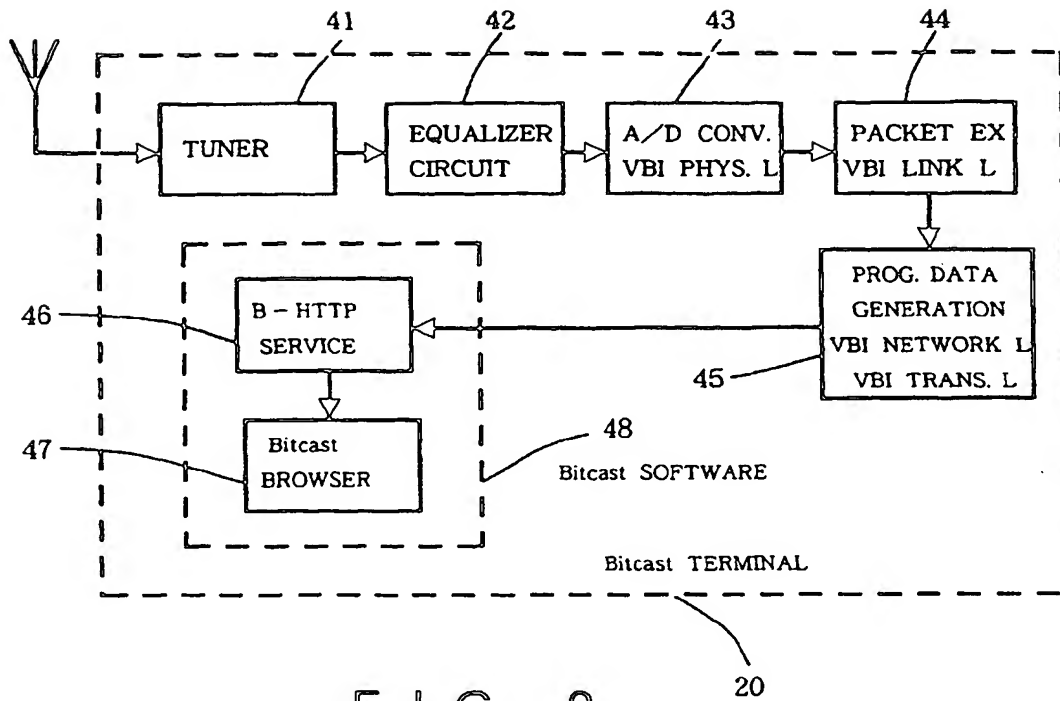 41
42
43
44
TUNER
EQUALIZER
CIRCUIT
A/D CONV.
VBI PHYS. L
PACKET EX
VBI LINK L
PROG. DATA
GENERATION
VBI NETWORK L
VBI TRANS. L
45
46
B-HTTP
SERVICE
47
Bitcast
BROWSER
48
Bitcast SOFTWARE
Bitcast TERMINAL
20